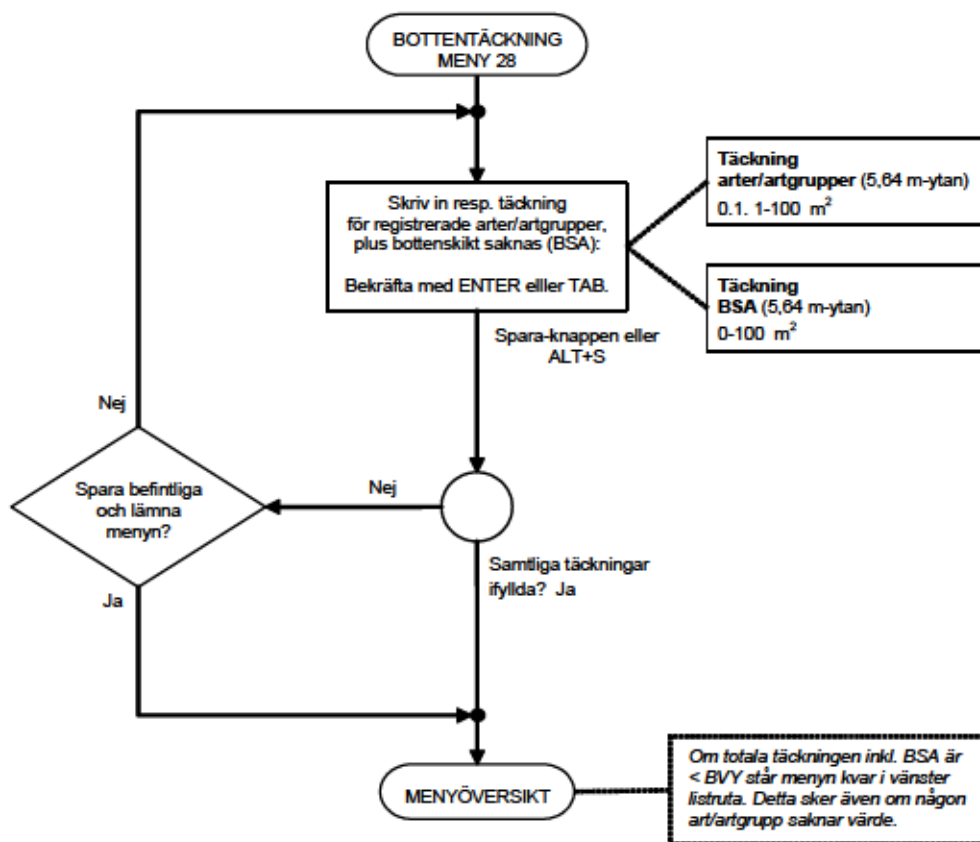 BOTTENTÄCKNING
MENY 28
Täckning
arter/artgrupper (5,64 m-ytan)
0.1. 1-100 m²
Skriv in resp. täckning
för registrerade arter/artgrupper,
plus bottenskikt saknas (BSA):
Bekräfta med ENTER elller TAB.
Täckning
BSA (5,64 m-ytan)
0-100 m²
Spara-knappen eller
ALT+S
Nej
Spara befintliga
och lämna
menyn?
Nej
Samtliga täckningar
ifyllda? Ja
Ja
MENYÖVERSIKT
Om totala täckningen inkl. BSA är
< BVY står menyn kvar i vänster
listruta. Detta sker även om någon
art/artgrupp saknar värde.